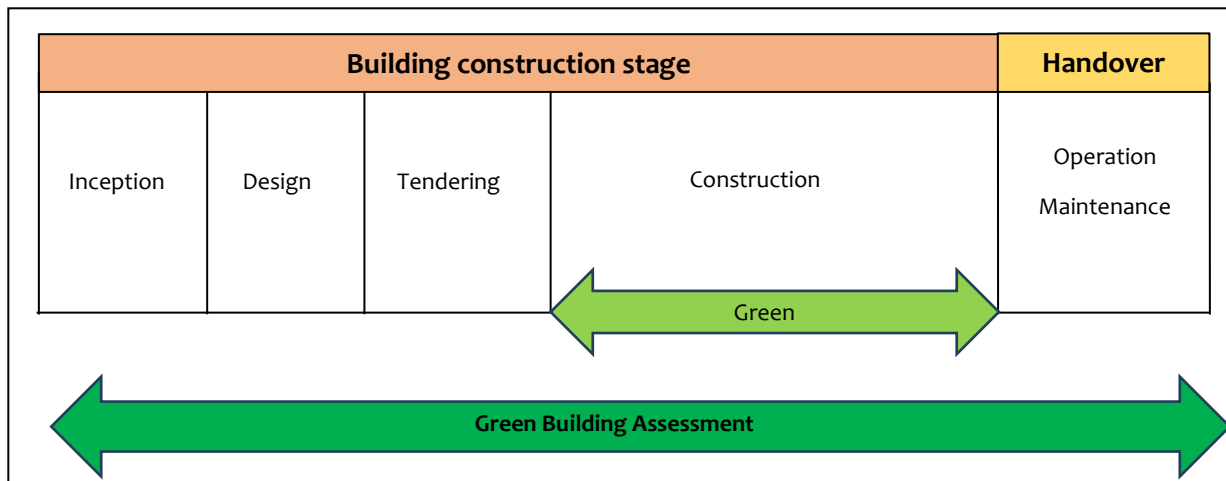 Building construction stage
Handover
Inception
Design
Tendering
Construction
Operation
Maintenance
Green
Green Building Assessment